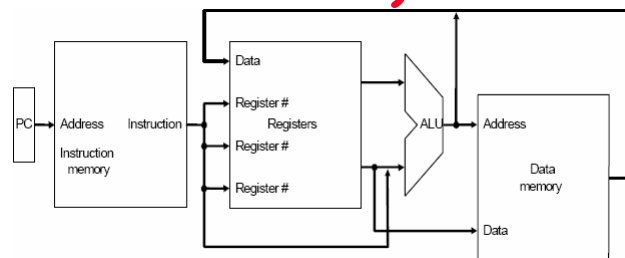 Data
PC
Address
Instruction
Instruction
memory
Register #
Registers
Register #
Register #
ALU
Address
Data
memory
Data